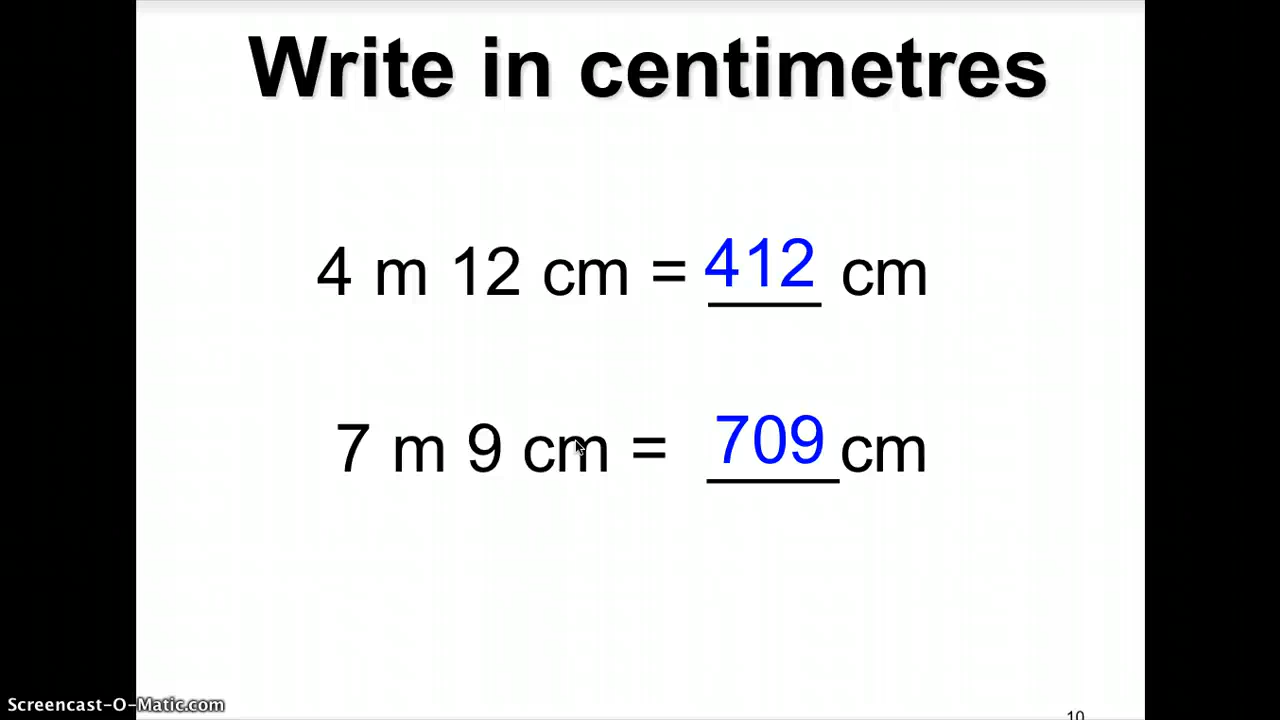 Write in centimetres
4 m 12 cm = 412 cm
7 m 9 cm = 709 cm
10
Screencast-O-Matic.com